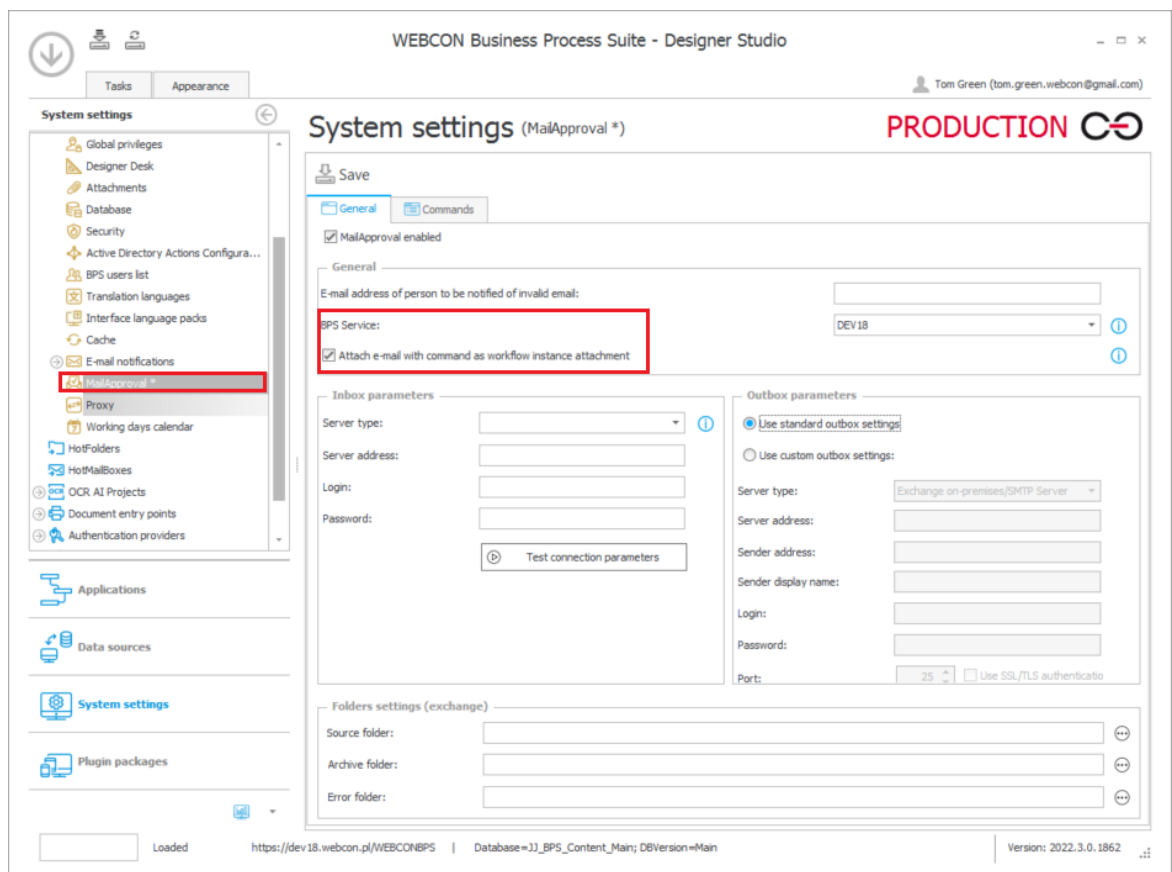 WEBCON Business Process Suite - Designer Studio
Tasks
Appearance
Tom Green (tom.green.webcon@gmail.com)
System settings
System settings (MailApproval *)
PRODUCTION
Global privileges
Designer Desk
Attachments
Database
Security
Active Directory Actions Configura...
BPS users list
Translation languages
Interface language packs
Cache
E-mail notifications
MailApproval *
Proxy
Working days calendar
HotFolders
HotMailBoxes
OCR AI Projects
Document entry points
Authentication providers
Applications
Data sources
System settings
Plugin packages
Save
General
Commands
MailApproval enabled
General
E-mail address of person to be notified of invalid email:
BPS Service:
DEV18
Attach e-mail with command as workflow instance attachment
Inbox parameters
Server type:
Server address:
Login:
Password:
Test connection parameters
Outbox parameters
Use standard outbox settings
Use custom outbox settings:
Server type:
Exchange on-premises/SMTP Server
Server address:
Sender address:
Sender display name:
Login:
Password:
Port:
25
Use SSL/TLS authenticatio
Folders settings (exchange)
Source folder:
Archive folder:
Error folder:
Loaded
https://dev18.webcon.pl/WEBCONBPS | Database=JJ_BPS_Content_Main; DBVersion=Main
Version: 2022.3.0.1862